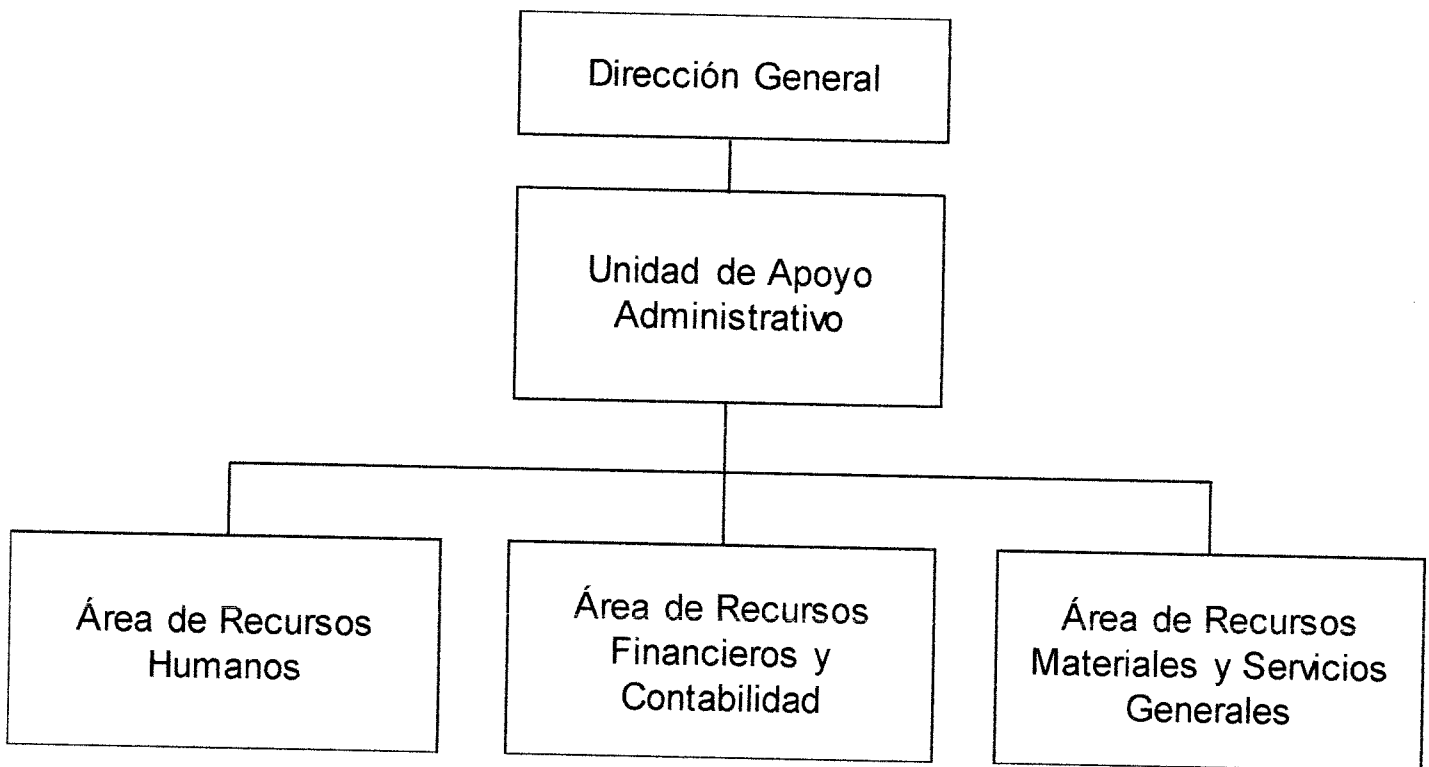 Dirección General
Unidad de Apoyo
Administrativo
Área de Recursos
Humanos
Área de Recursos
Financieros y
Contabilidad
Área de Recursos
Materiales y Servicios
Generales